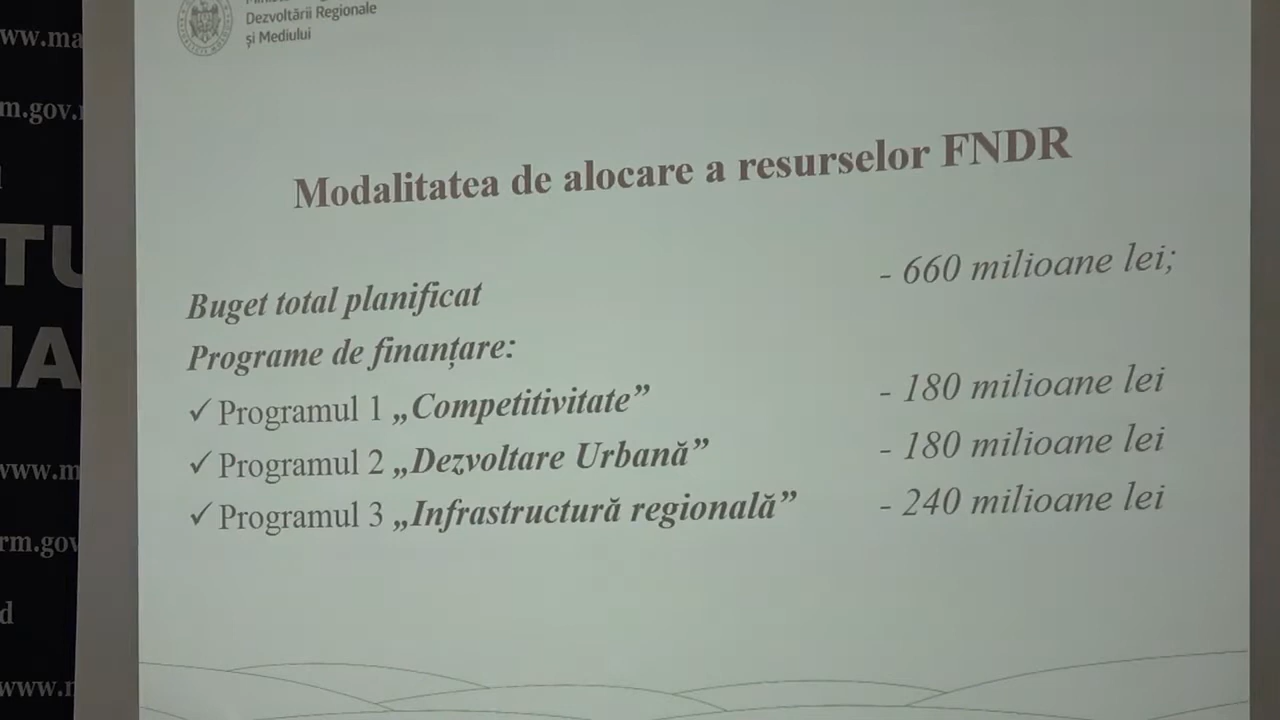 Dezvoltării Regionale
și Mediului
Modalitatea de alocare a resurselor FNDR
Buget total planificat - 660 milioane lei;
Programe de finanțare:
✓ Programul 1 „Competitivitate” - 180 milioane lei
✓ Programul 2 „Dezvoltare Urbană” - 180 milioane lei
✓ Programul 3 „Infrastructură regională” - 240 milioane lei
www.ma
m.gov.
TU
IA
www.m
rm.gov
d
www.